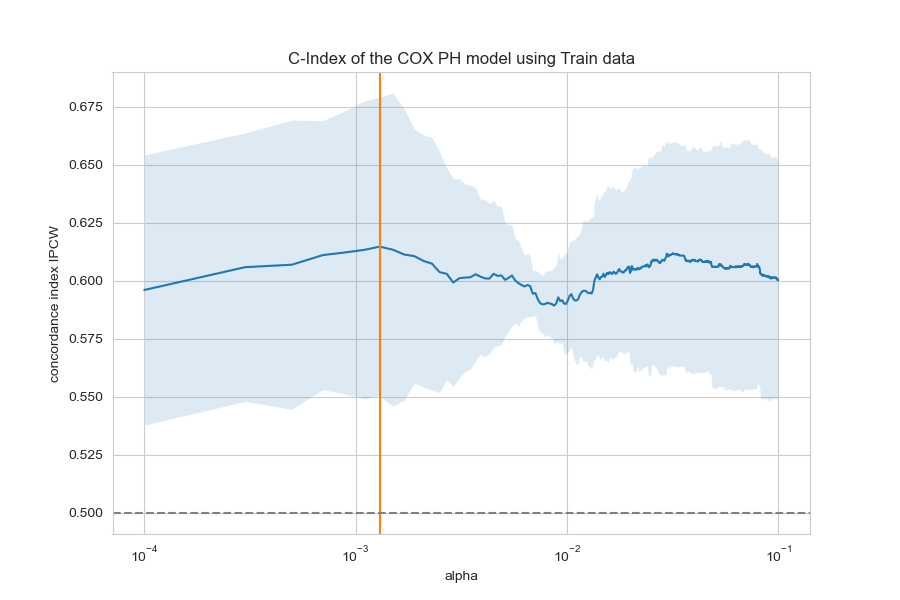 C-Index of the COX PH model using Train data
concordance index IPCW
0.675
0.650
0.625
0.600
0.575
0.550
0.525
0.500
10⁻⁴ 10⁻³ 10⁻² 10⁻¹
alpha